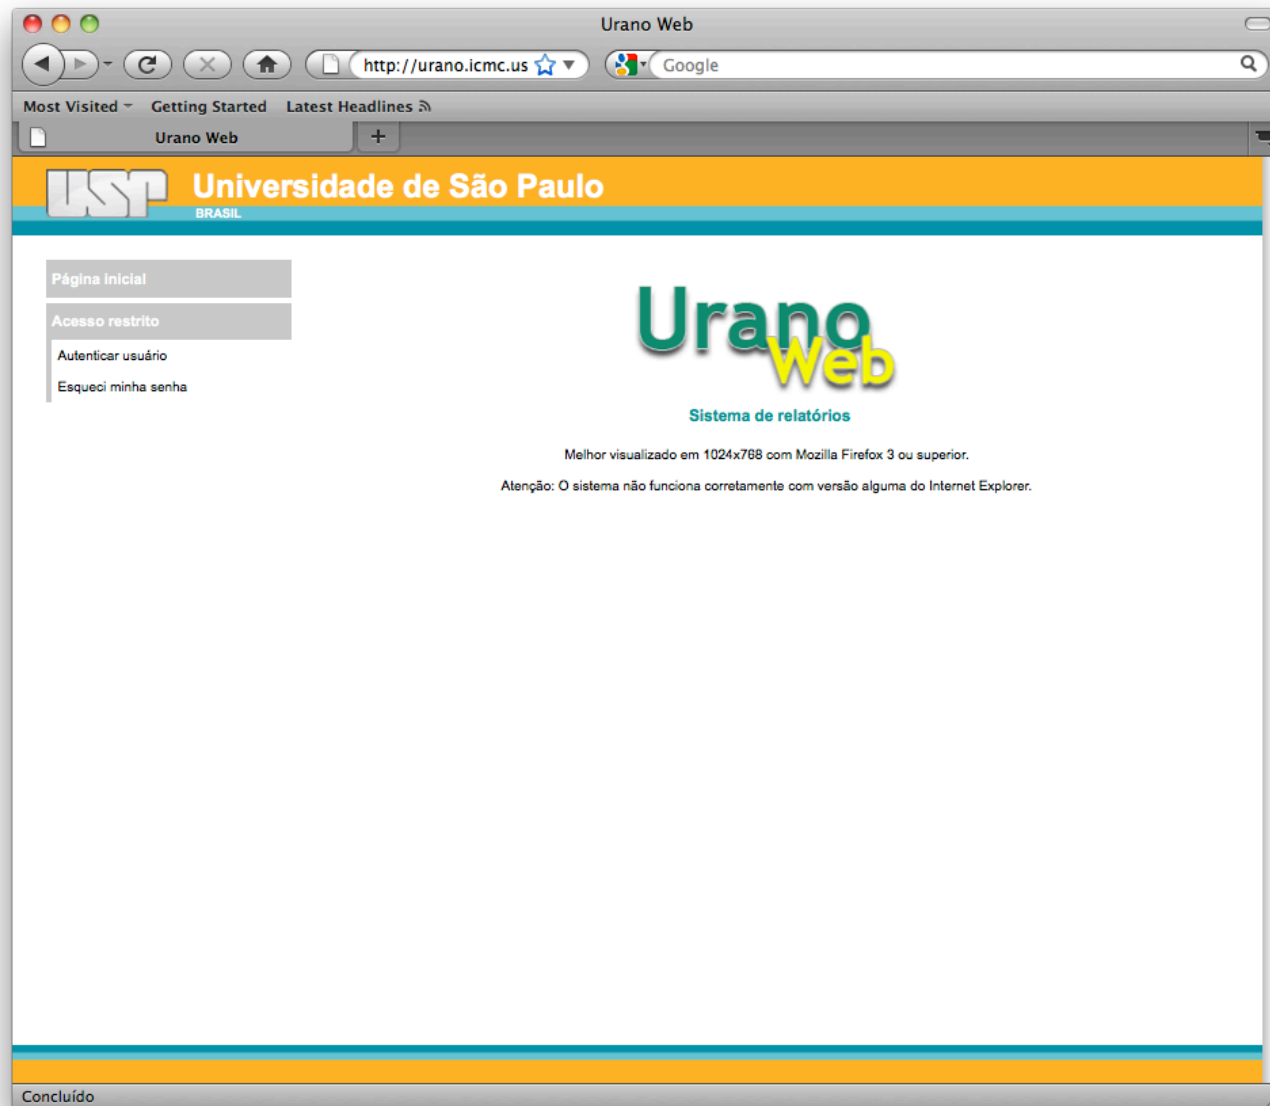 Urano Web
http://urano.icmc.us
Google
Most Visited
Getting Started
Latest Headlines
Urano Web
USP
Universidade de São Paulo
BRASIL
Página inicial
Acesso restrito
Autenticar usuário
Esqueci minha senha
Urano
Web
Sistema de relatórios
Melhor visualizado em 1024x768 com Mozilla Firefox 3 ou superior.
Atenção: O sistema não funciona corretamente com versão alguma do Internet Explorer.
Concluído